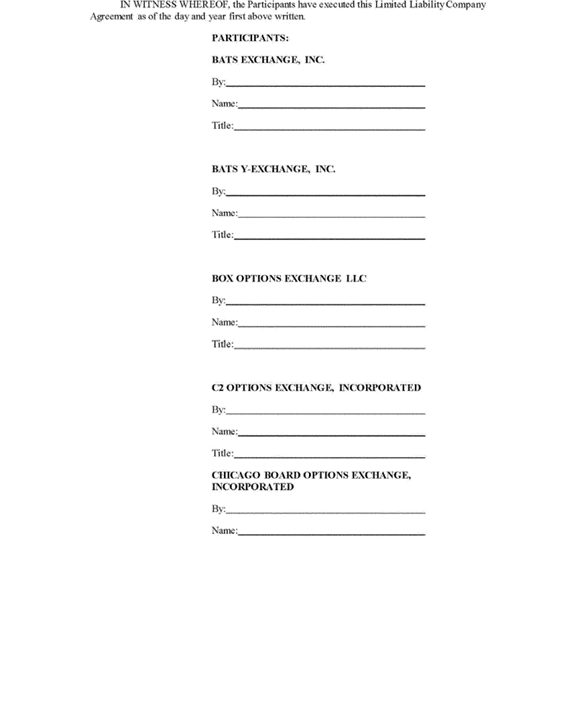 IN WITNESS WHEREOF, the Participants have executed this Limited Liability Company
Agreement as of the day and year first above written.
PARTICIPANTS:
BATS EXCHANGE, INC.
By:
Name:
Title:
BATS Y-EXCHANGE, INC.
By:
Name:
Title:
BOX OPTIONS EXCHANGE LLC
By:
Name:
Title:
C2 OPTIONS EXCHANGE, INCORPORATED
By:
Name:
Title:
CHICAGO BOARD OPTIONS EXCHANGE,
INCORPORATED
By:
Name: